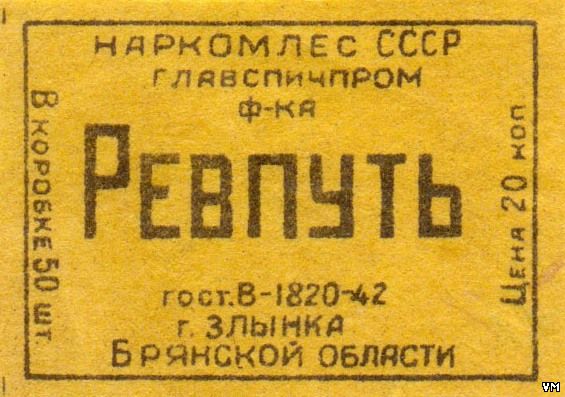 НАРКОМЛЕС СССР
ГЛАВСПИЧПРОМ
Ф-КА
РЕВПУТЬ
ГОСТ.В-1820-42
Г. ЗЛЫНКА
БРЯНСКОЙ ОБЛАСТИ
В КОРОБКЕ 50 ШТ.
ЦЕНА 20 КОП
VM